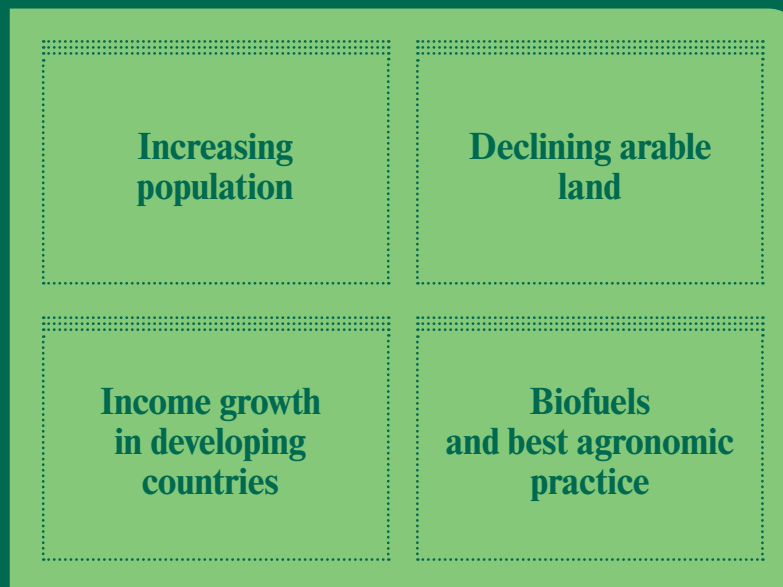 Increasing
population
Declining arable
land
Income growth
in developing
countries
Biofuels
and best agronomic
practice